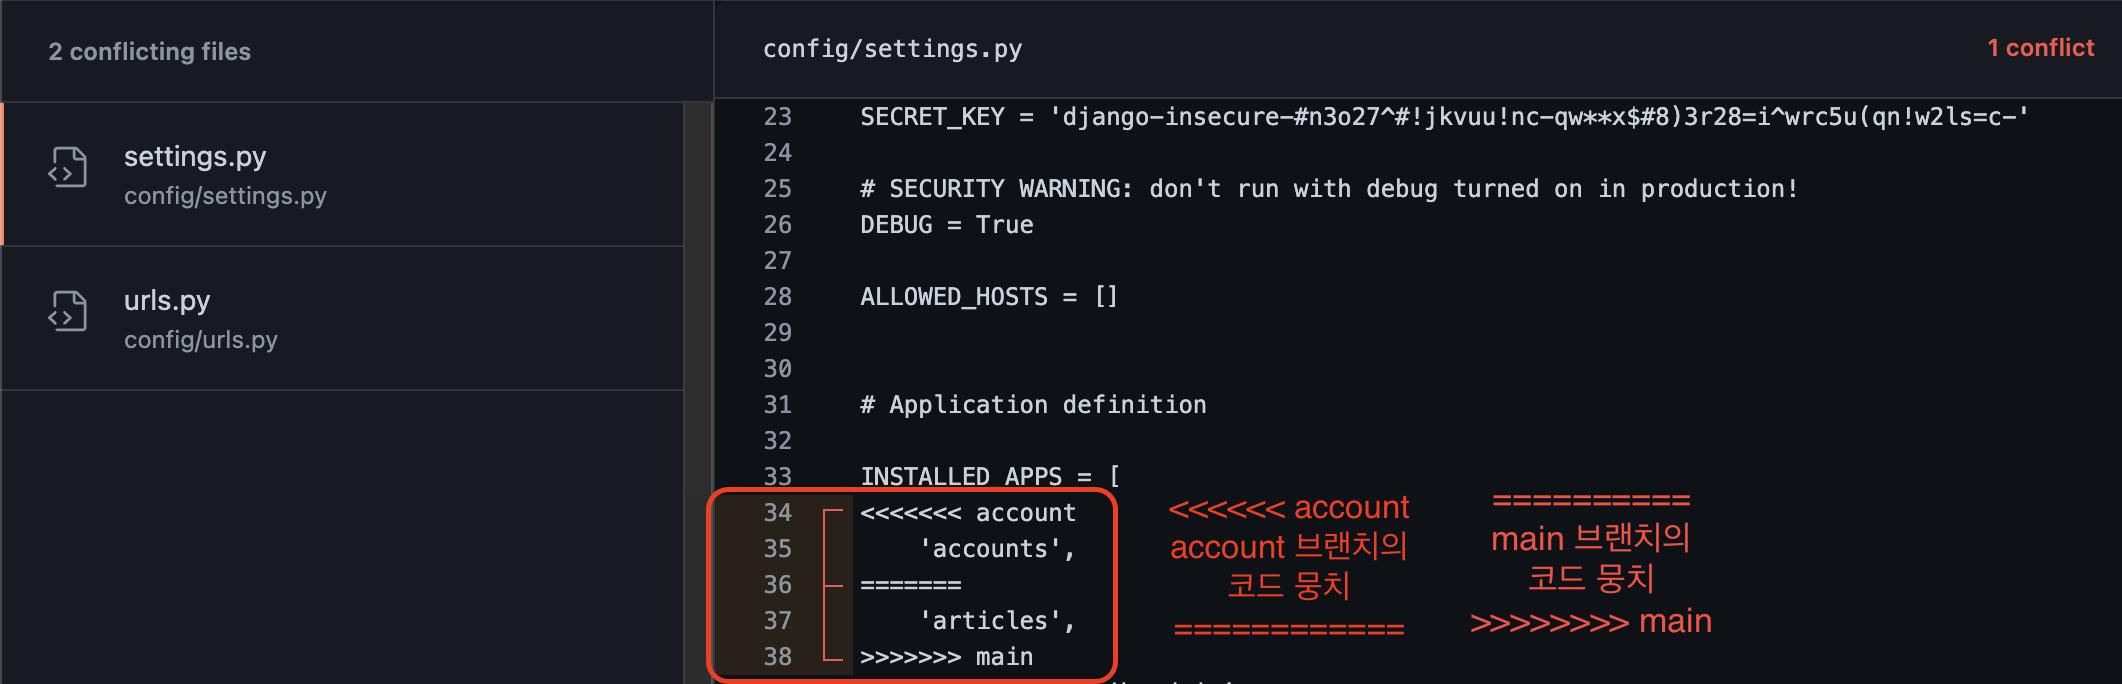 2 conflicting files
settings.py
config/settings.py
urls.py
config/urls.py
config/settings.py
1 conflict
23 SECRET_KEY = 'django-insecure-#n3o27^#!jkvuu!nc-qw**x$#8)3r28=i^wrc5u(qn!w2ls=c-'
24
25 # SECURITY WARNING: don't run with debug turned on in production!
26 DEBUG = True
27
28 ALLOWED_HOSTS = []
29
30
31 # Application definition
32
33 INSTALLED_APPS = [
34 <<<<<<< account
35 'accounts',
36 =======
37 'articles',
38 >>>>>>> main
<<<<<< account
account 브랜치의
코드 뭉치
============
==========
main 브랜치의
코드 뭉치
>>>>>>>> main